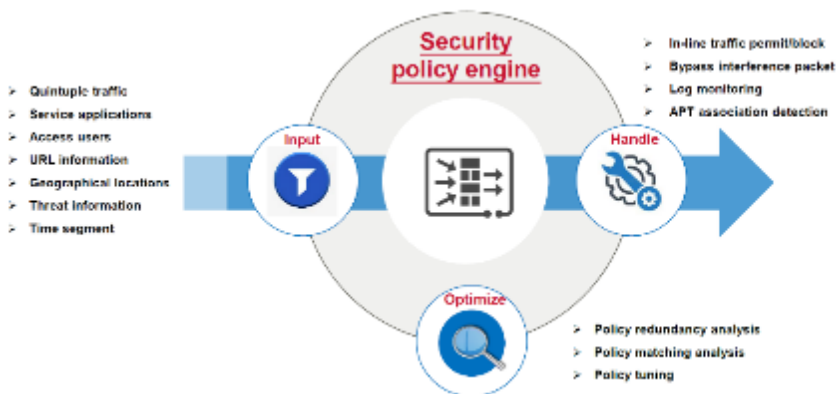 Security
policy engine
Quintuple traffic
Service applications
Access users
URL information
Geographical locations
Threat information
Time segment
Input
Handle
In-line traffic permit/block
Bypass interference packet
Log monitoring
APT association detection
Optimize
Policy redundancy analysis
Policy matching analysis
Policy tuning